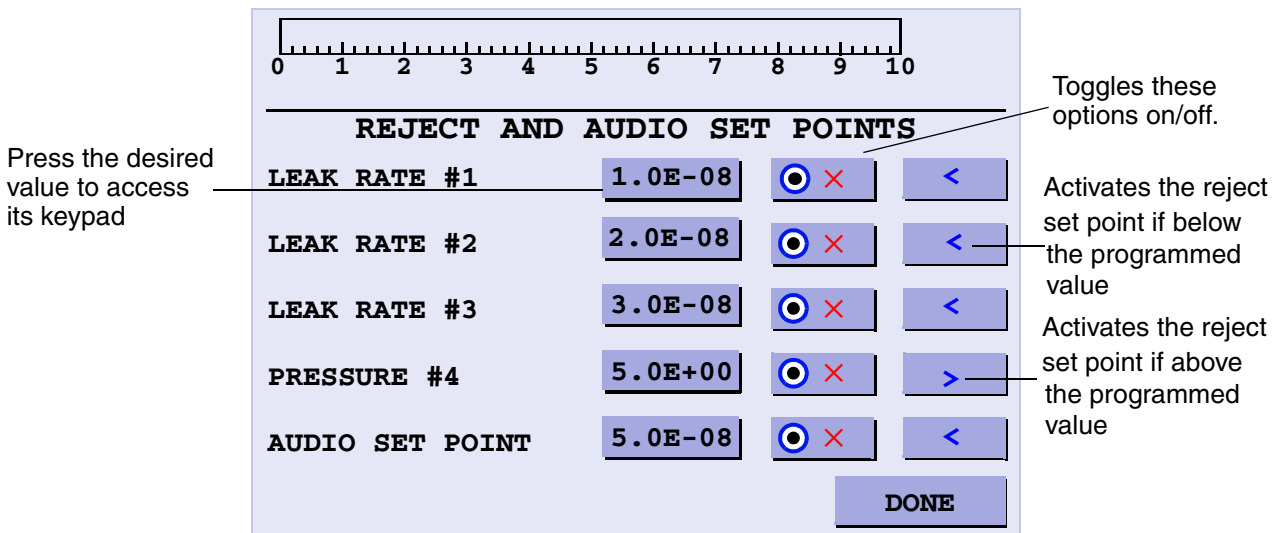 0 1 2 3 4 5 6 7 8 9 10
REJECT AND AUDIO SET POINTS
LEAK RATE #1 1.0E-08 <
LEAK RATE #2 2.0E-08 <
LEAK RATE #3 3.0E-08 <
PRESSURE #4 5.0E+00 >
AUDIO SET POINT 5.0E-08 <
DONE
Press the desired
value to access
its keypad
Toggles these
options on/off.
Activates the reject
set point if below
the programmed
value
Activates the reject
set point if above
the programmed
value